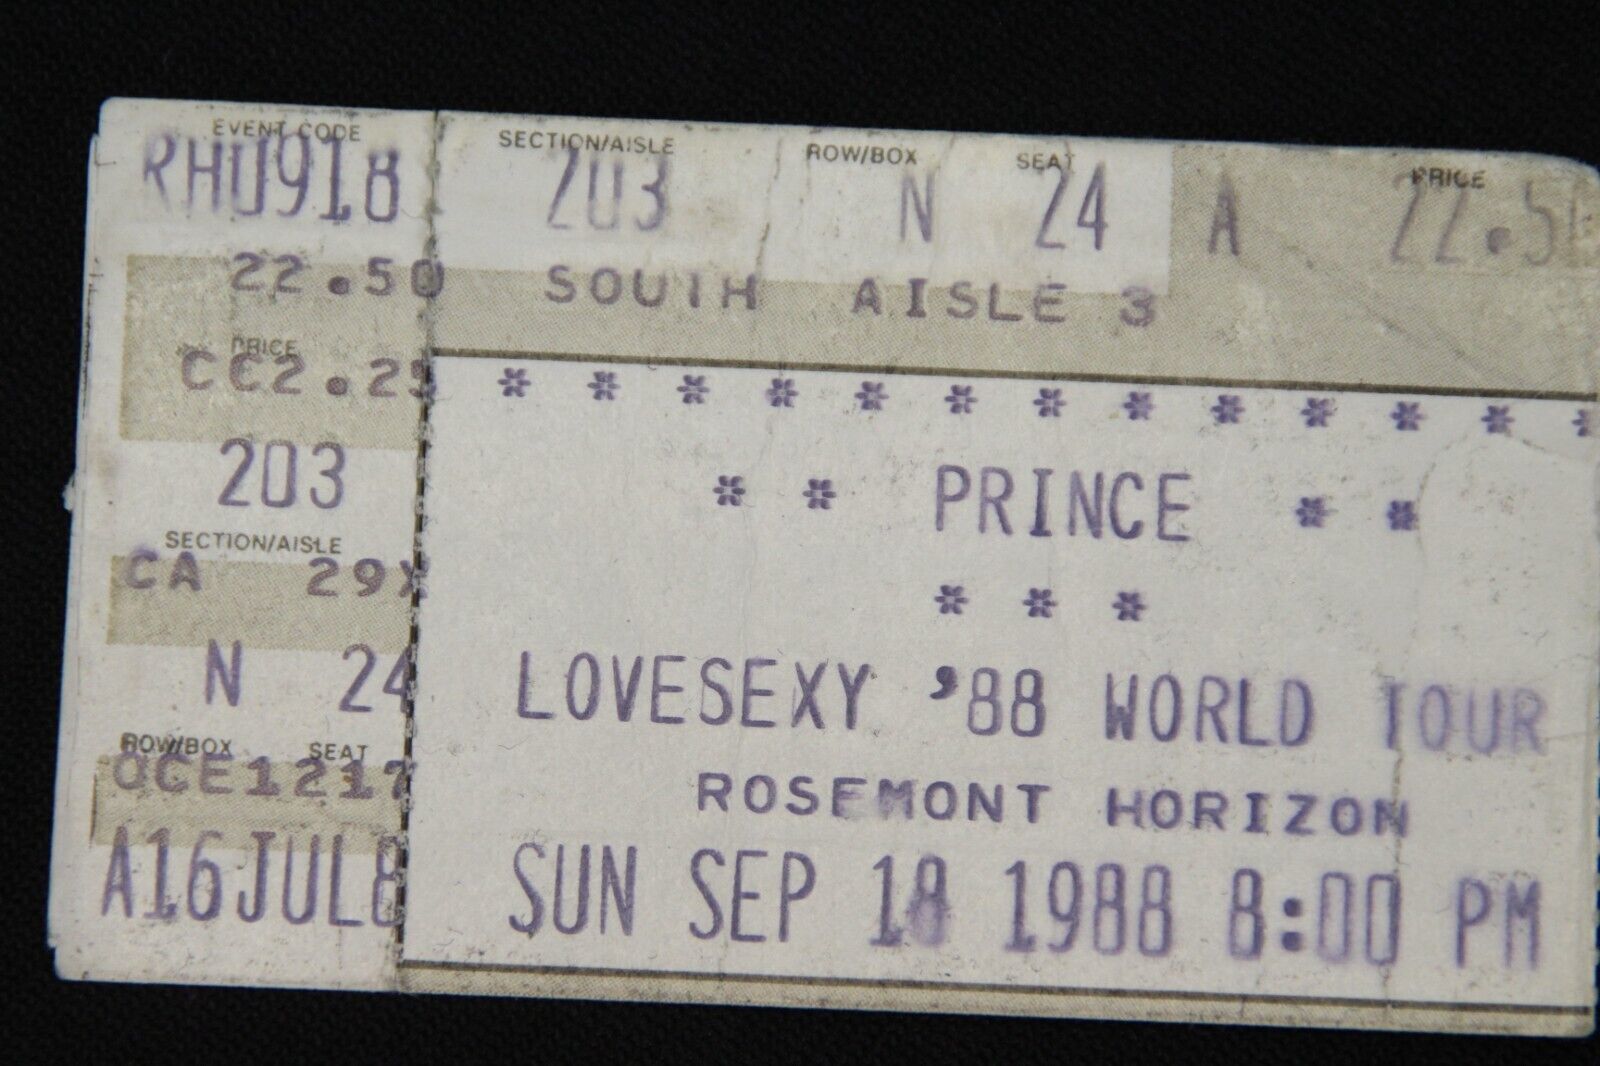 EVENT CODE
RHU918
22.50
PRICE
CC2.25
203
SECTION/AISLE
CA 29X
N 24
ROW/BOX SEAT
OCE1217
A16JUL8
SECTION/AISLE ROW/BOX SEAT PRICE
203 N 24 A 22.50
SOUTH AISLE 3
* * * * * * * * * * * * *
* * PRINCE * *
* * *
LOVESEXY '88 WORLD TOUR
ROSEMONT HORIZON
SUN SEP 18 1988 8:00 PM